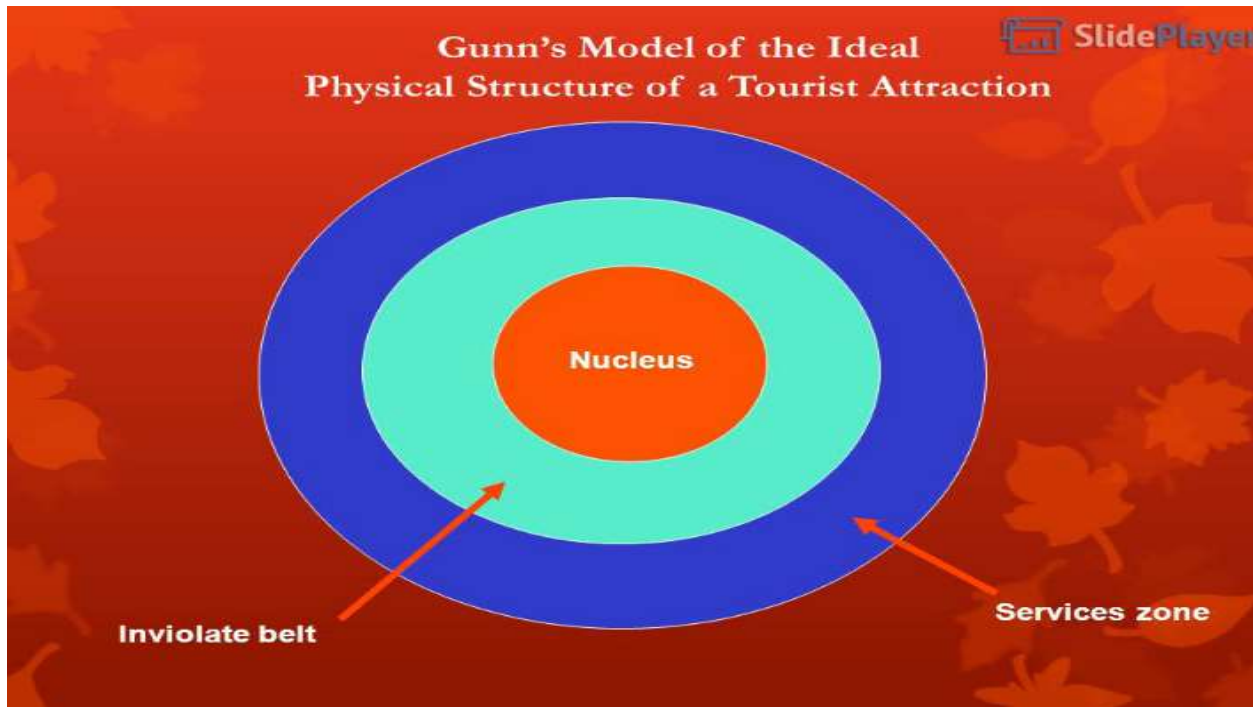 Gunn's Model of the Ideal
Physical Structure of a Tourist Attraction
SlidePlayer
Nucleus
Inviolate belt
Services zone